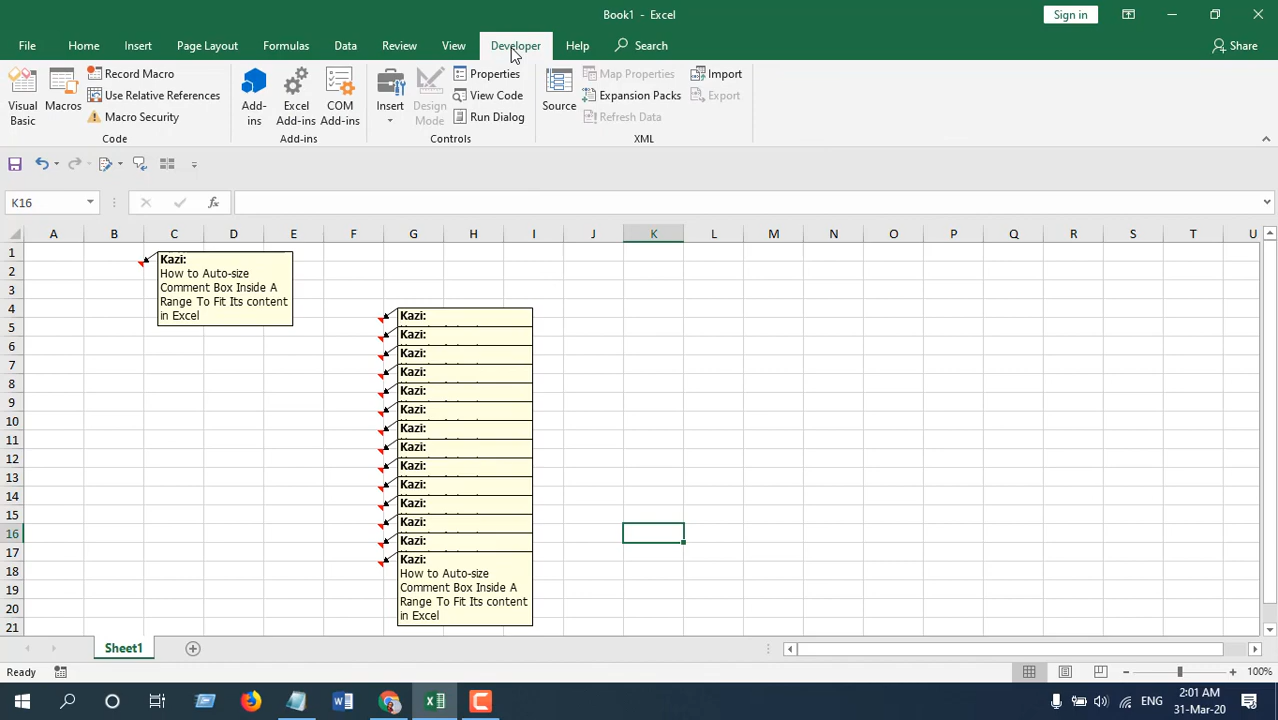 Book1 - Excel
Sign in
File Home Insert Page Layout Formulas Data Review View Developer Help Search Share
Visual Basic
Macros
Record Macro
Use Relative References
Macro Security
Code
Add-ins
Excel Add-ins
COM Add-ins
Add-ins
Insert
Design Mode
Properties
View Code
Run Dialog
Controls
Source
Map Properties
Expansion Packs
Refresh Data
Import
Export
XML
K16
fx
A B C D E F G H I J K L M N O P Q R S T U
1
2
3
4
5
6
7
8
9
10
11
12
13
14
15
16
17
18
19
20
21
Kazi:
How to Auto-size
Comment Box Inside A
Range To Fit Its content
in Excel
Kazi:
Kazi:
Kazi:
Kazi:
Kazi:
Kazi:
Kazi:
Kazi:
Kazi:
Kazi:
Kazi:
Kazi:
Kazi:
Kazi:
How to Auto-size
Comment Box Inside A
Range To Fit Its content
in Excel
Sheet1
Ready
100%
ENG
2:01 AM
31-Mar-20